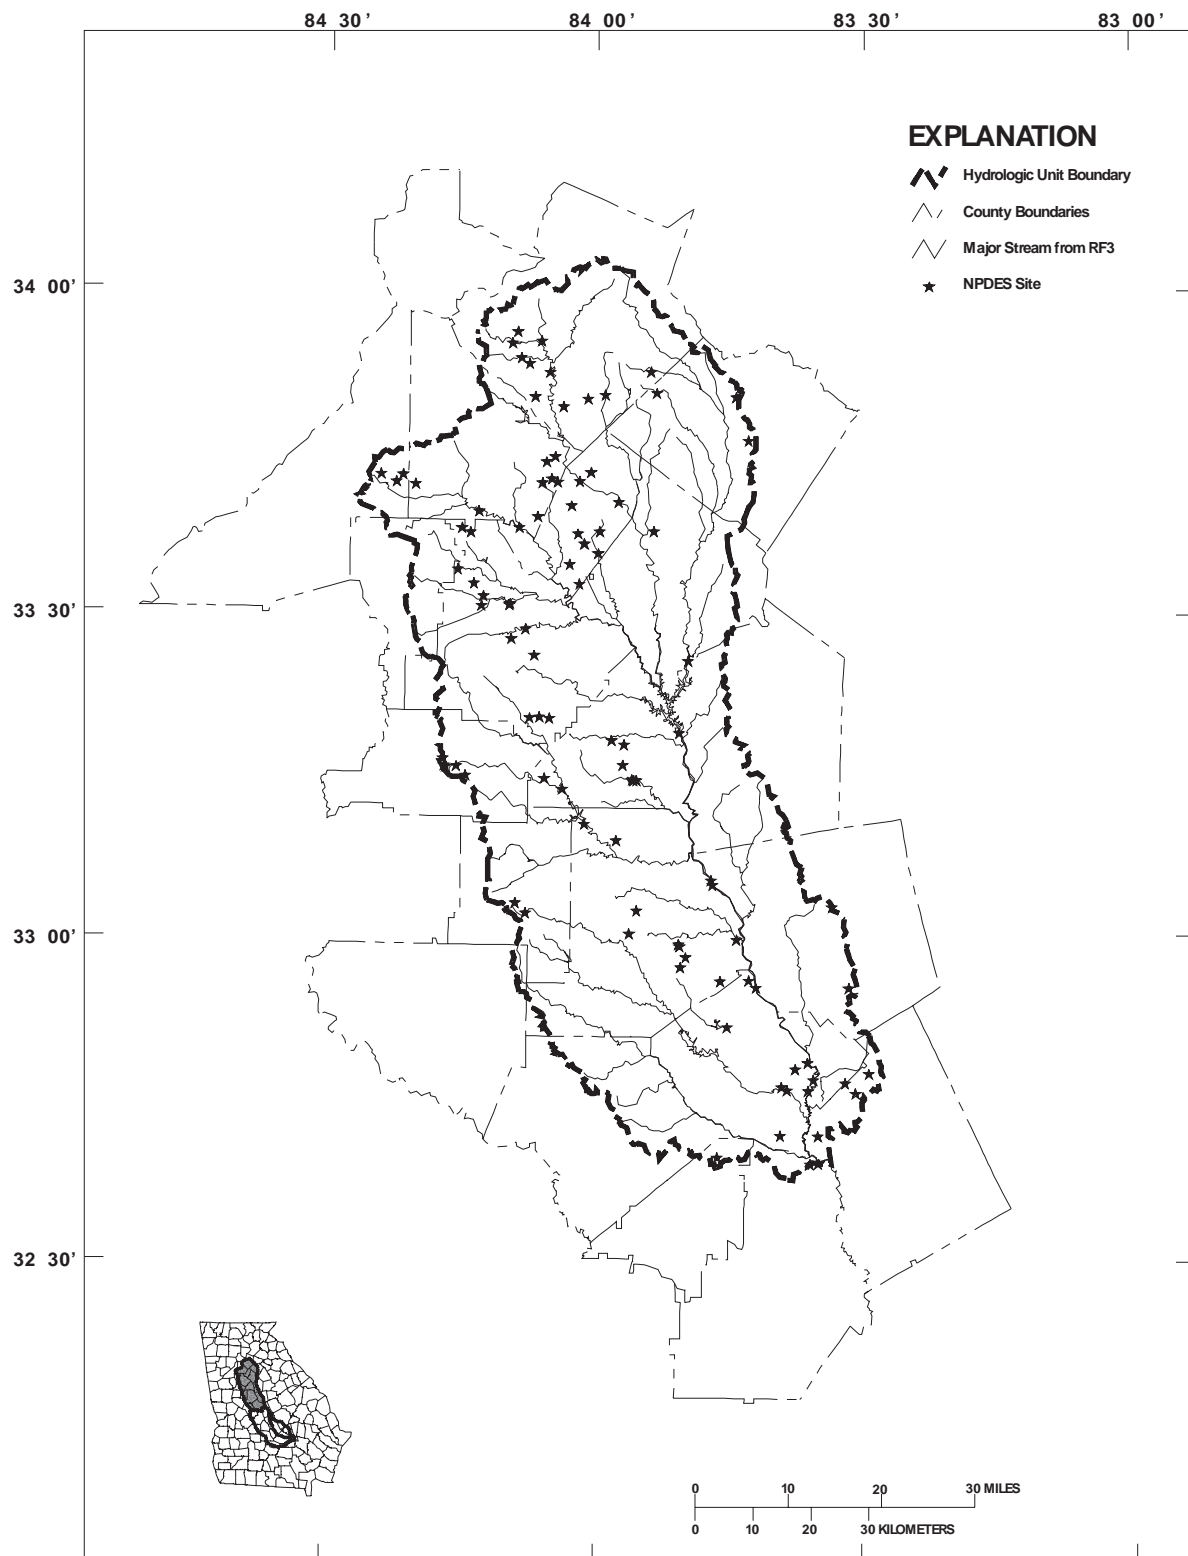 84 30 ' 84 00 ' 83 30 ' 83 00 '
EXPLANATION
Hydrologic Unit Boundary
County Boundaries
Major Stream from RF3
NPDES Site
34 00'
33 30'
33 00'
32 30'
0 10 20 30 MILES
0 10 20 30 KILOMETERS